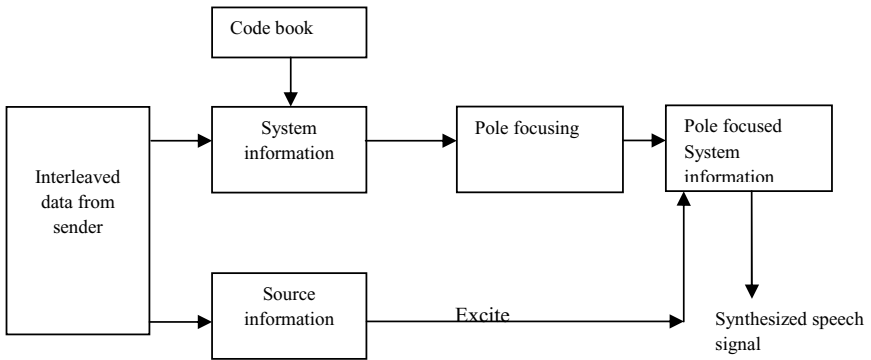 Code book
System
information
Pole focusing
Pole focused
System
information
Interleaved
data from
sender
Source
information
Excite
Synthesized speech
signal